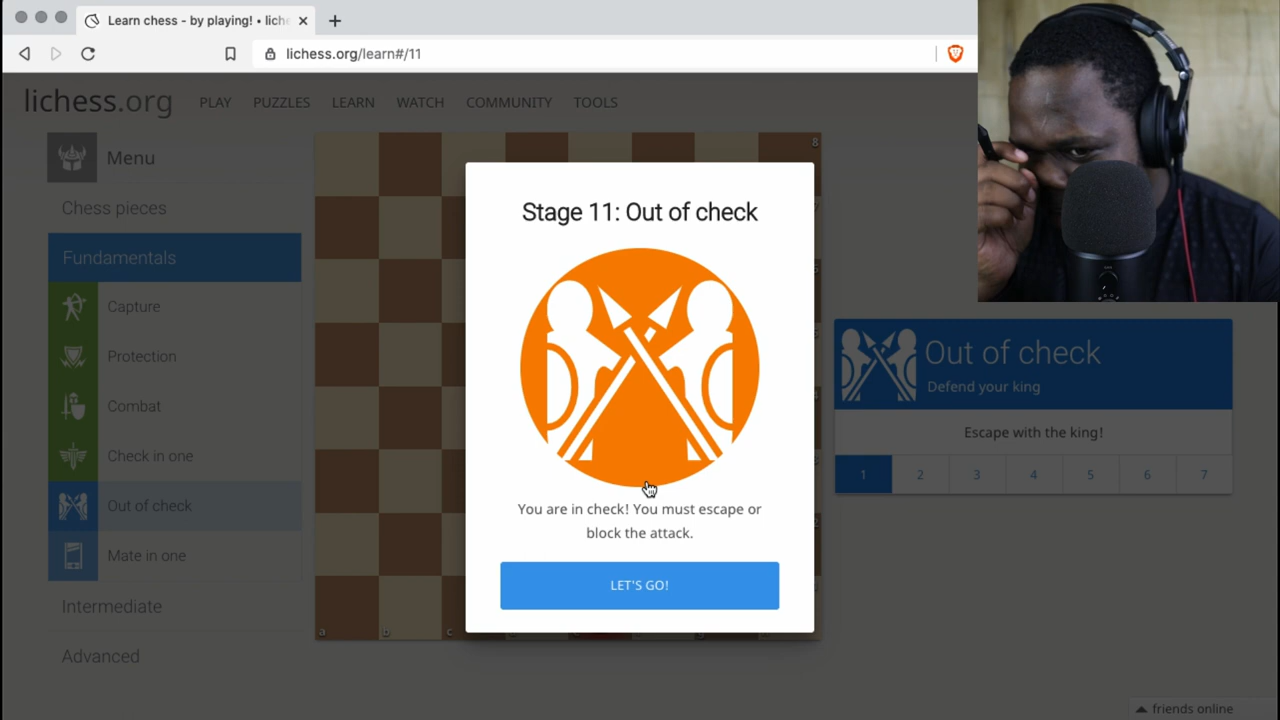 Learn chess - by playing! • lich
lichess.org/learn#/11
lichess.org
PLAY
PUZZLES
LEARN
WATCH
COMMUNITY
TOOLS
Menu
Chess pieces
Fundamentals
Capture
Protection
Combat
Check in one
Out of check
Mate in one
Intermediate
Advanced
8
a
b
c
Stage 11: Out of check
You are in check! You must escape or
block the attack.
LET'S GO!
Out of check
Defend your king
Escape with the king!
1 2 3 4 5 6 7
friends online